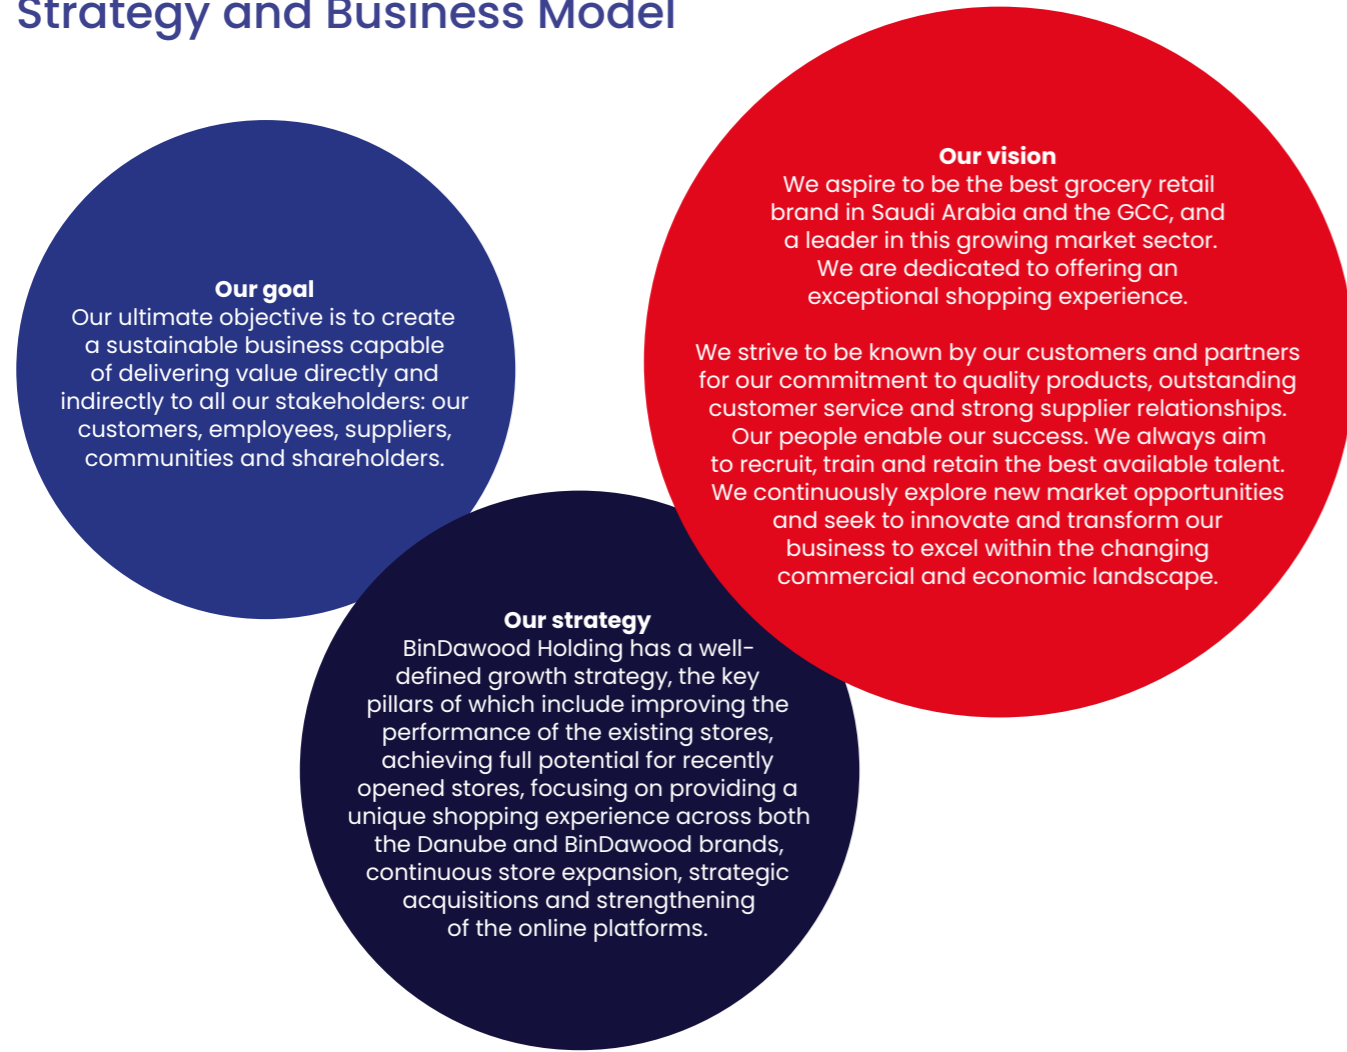 Strategy and Business Model
Our goal
Our ultimate objective is to create
a sustainable business capable
of delivering value directly and
indirectly to all our stakeholders: our
customers, employees, suppliers,
communities and shareholders.
Our vision
We aspire to be the best grocery retail
brand in Saudi Arabia and the GCC, and
a leader in this growing market sector.
We are dedicated to offering an
exceptional shopping experience.
We strive to be known by our customers and partners
for our commitment to quality products, outstanding
customer service and strong supplier relationships.
Our people enable our success. We always aim
to recruit, train and retain the best available talent.
We continuously explore new market opportunities
and seek to innovate and transform our
business to excel within the changing
commercial and economic landscape.
Our strategy
BinDawood Holding has a well-
defined growth strategy, the key
pillars of which include improving the
performance of the existing stores,
achieving full potential for recently
opened stores, focusing on providing a
unique shopping experience across both
the Danube and BinDawood brands,
continuous store expansion, strategic
acquisitions and strengthening
of the online platforms.